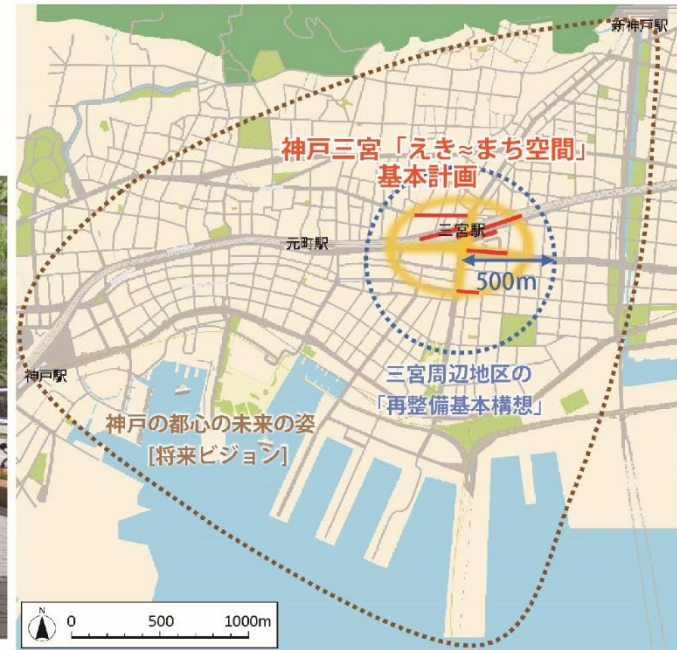 新神戸駅
神戸三宮「えき≈まち空間」
基本計画
三宮駅
元町駅
500m
神戸駅
三宮周辺地区の
「再整備基本構想」
神戸の都心の未来の姿
[将来ビジョン]
N
0 500 1000m